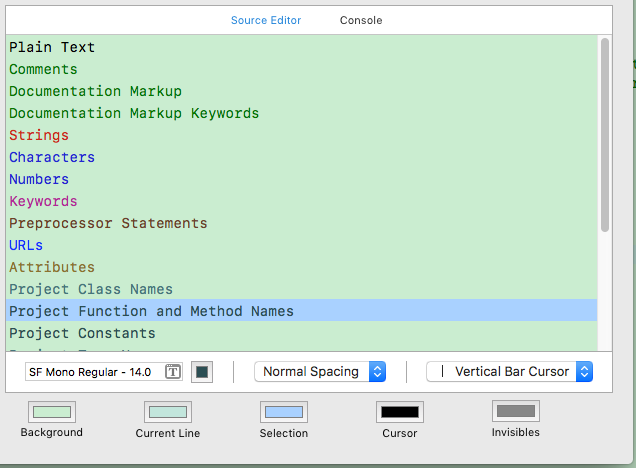 Source Editor Console
Plain Text
Comments
Documentation Markup
Documentation Markup Keywords
Strings
Characters
Numbers
Keywords
Preprocessor Statements
URLs
Attributes
Project Class Names
Project Function and Method Names
Project Constants
SF Mono Regular - 14.0 T Normal Spacing Vertical Bar Cursor
Background Current Line Selection Cursor Invisibles